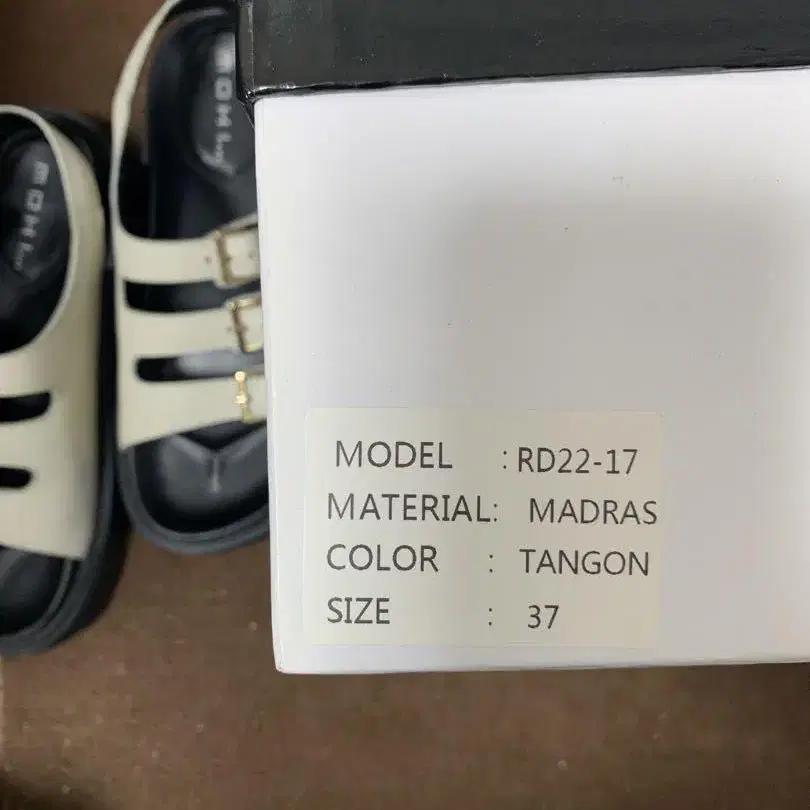 MODEL : RD22-17
MATERIAL: MADRAS
COLOR : TANGON
SIZE : 37